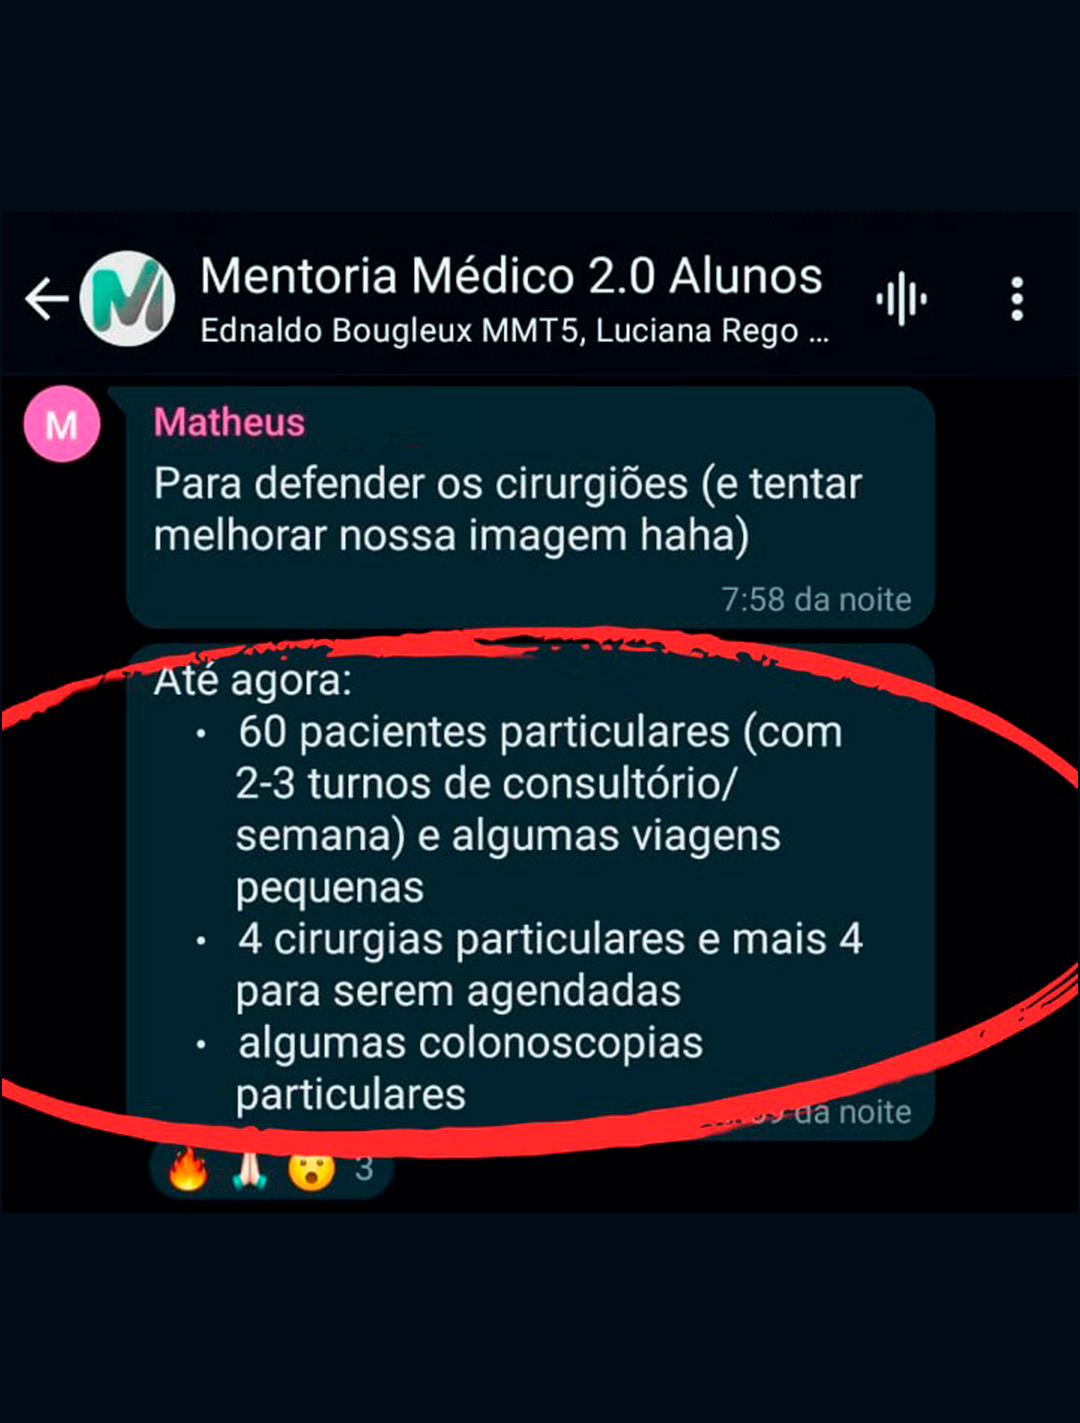 Mentoria Médico 2.0 Alunos
Ednaldo Bougleux MMT5, Luciana Rego ...
M
Matheus
Para defender os cirurgiões (e tentar
melhorar nossa imagem haha)
7:58 da noite
Até agora:
• 60 pacientes particulares (com
2-3 turnos de consultório/
semana) e algumas viagens
pequenas
• 4 cirurgias particulares e mais 4
para serem agendadas
• algumas colonoscopias
particulares
da noite
3